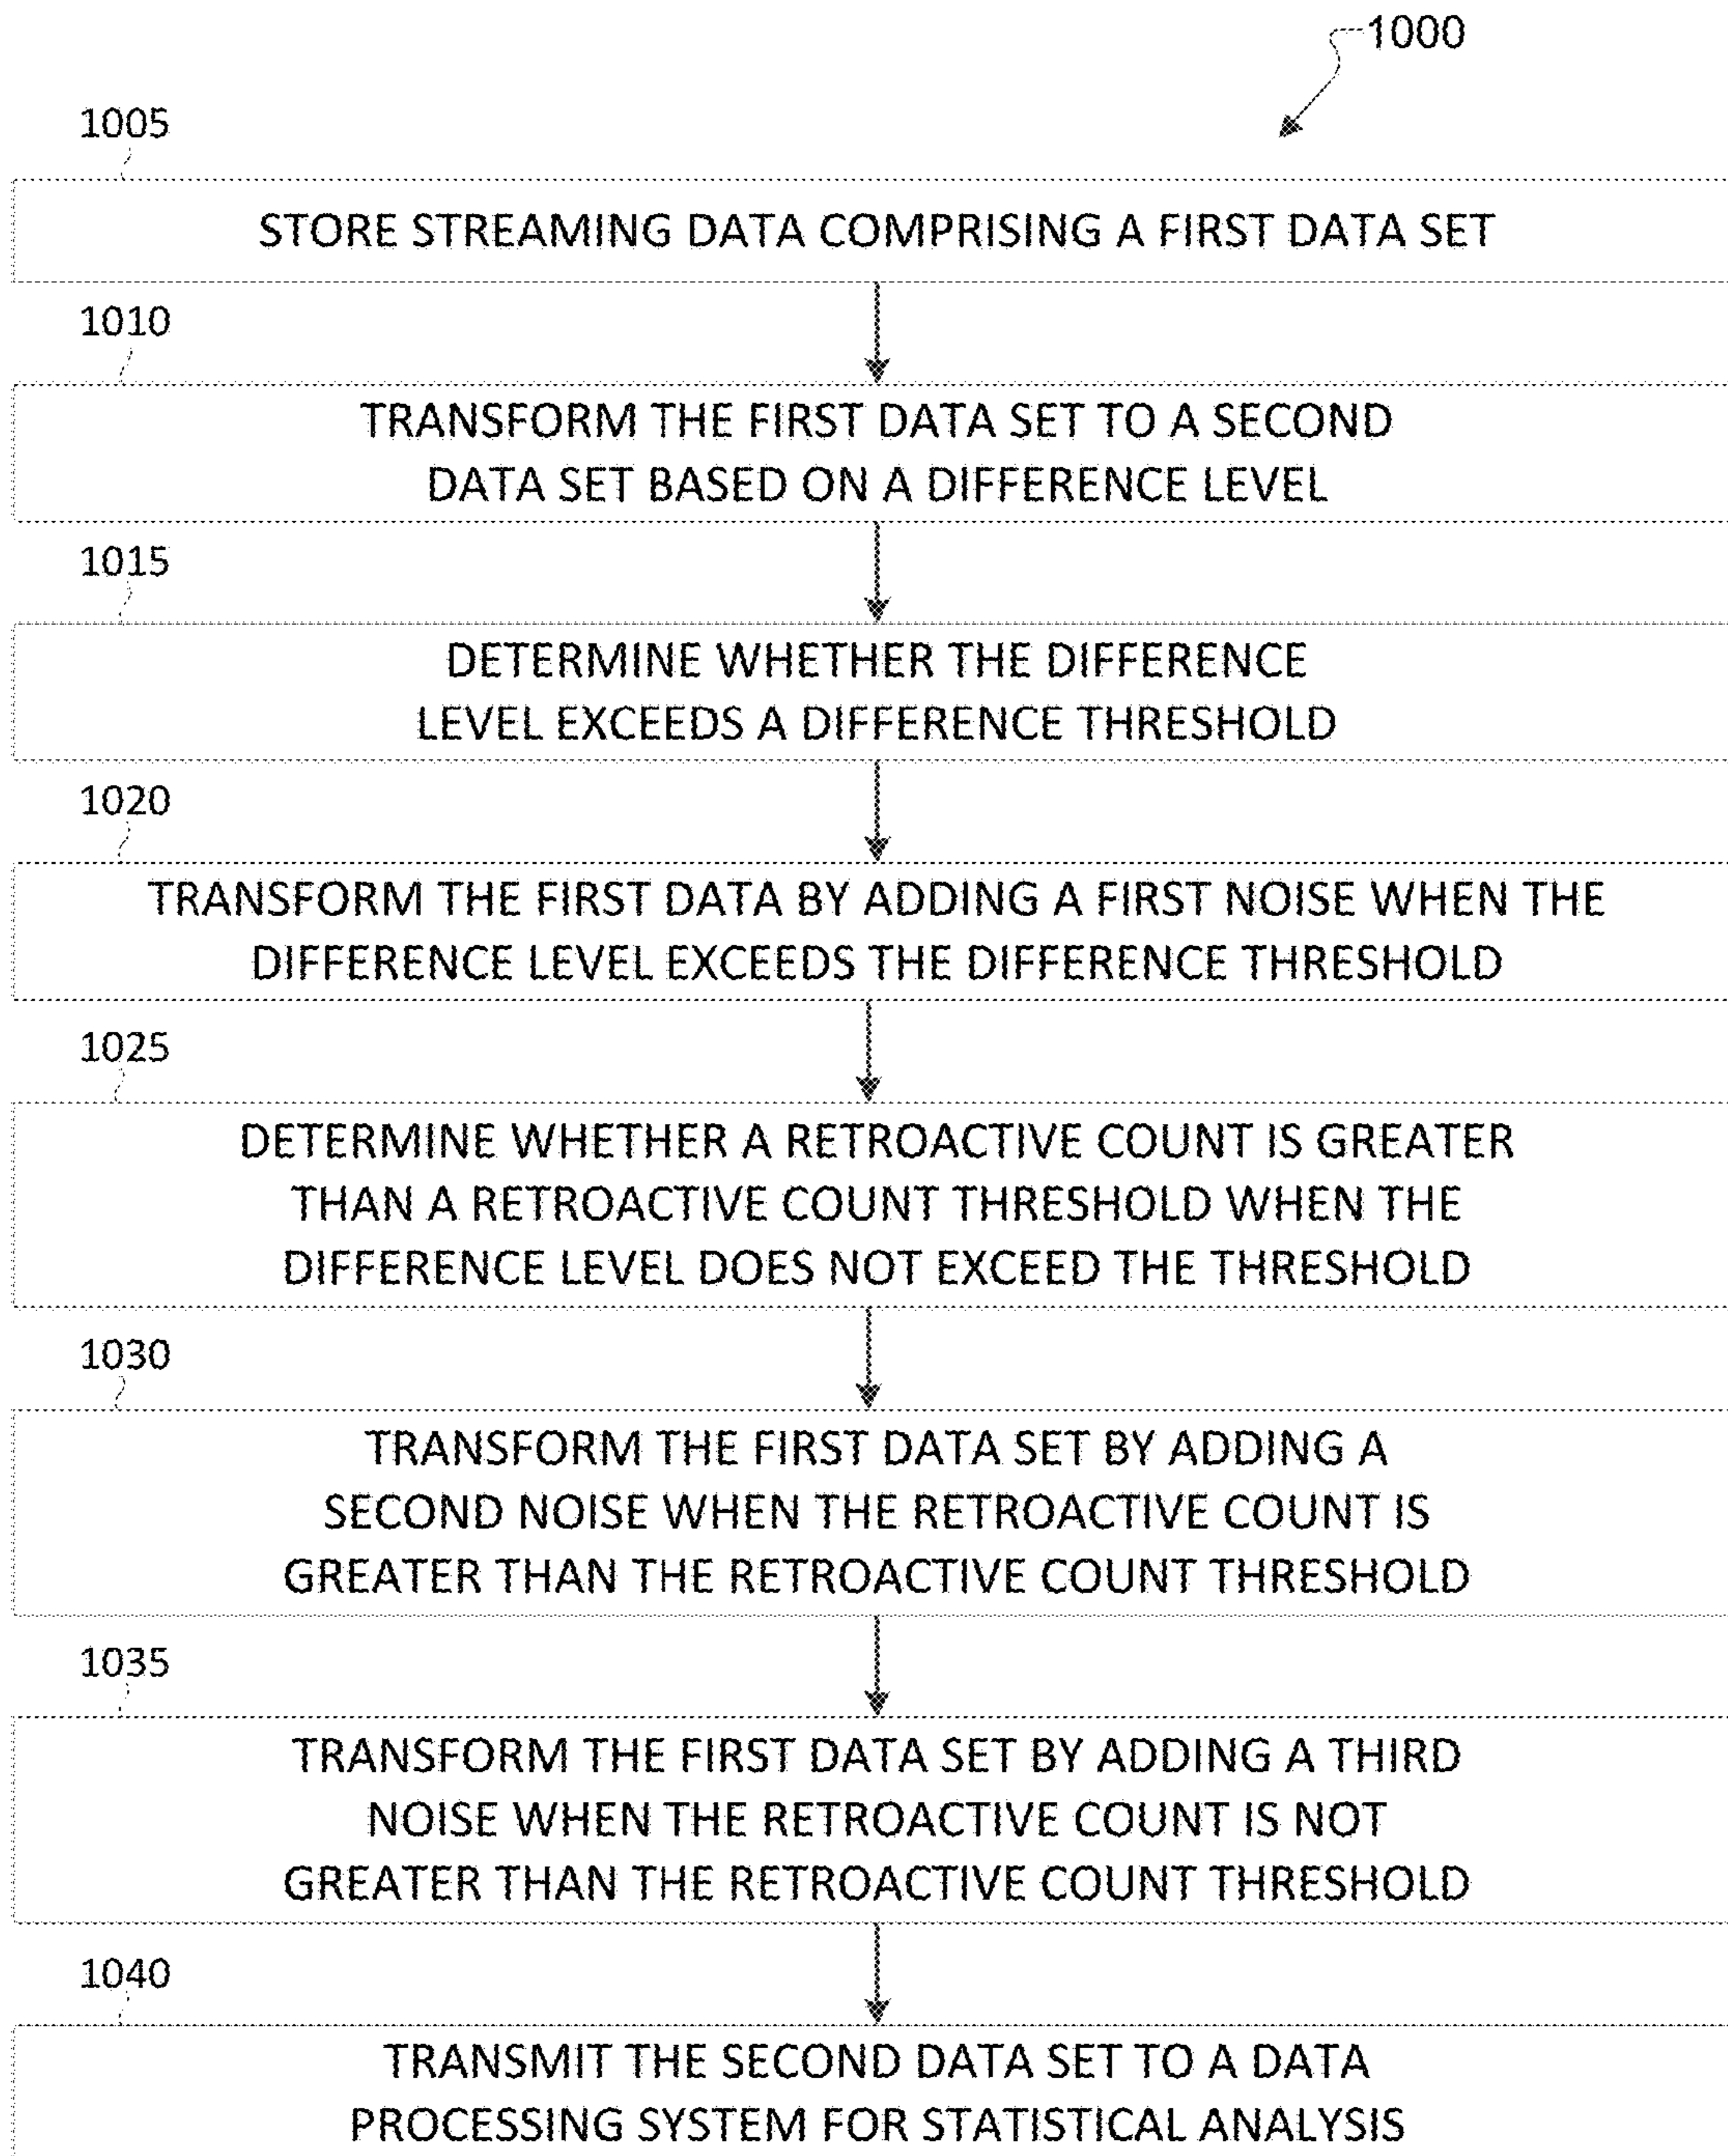 1000
1005
STORE STREAMING DATA COMPRISING A FIRST DATA SET
1010
TRANSFORM THE FIRST DATA SET TO A SECOND
DATA SET BASED ON A DIFFERENCE LEVEL
1015
DETERMINE WHETHER THE DIFFERENCE
LEVEL EXCEEDS A DIFFERENCE THRESHOLD
1020
TRANSFORM THE FIRST DATA BY ADDING A FIRST NOISE WHEN THE
DIFFERENCE LEVEL EXCEEDS THE DIFFERENCE THRESHOLD
1025
DETERMINE WHETHER A RETROACTIVE COUNT IS GREATER
THAN A RETROACTIVE COUNT THRESHOLD WHEN THE
DIFFERENCE LEVEL DOES NOT EXCEED THE THRESHOLD
1030
TRANSFORM THE FIRST DATA SET BY ADDING A
SECOND NOISE WHEN THE RETROACTIVE COUNT IS
GREATER THAN THE RETROACTIVE COUNT THRESHOLD
1035
TRANSFORM THE FIRST DATA SET BY ADDING A THIRD
NOISE WHEN THE RETROACTIVE COUNT IS NOT
GREATER THAN THE RETROACTIVE COUNT THRESHOLD
1040
TRANSMIT THE SECOND DATA SET TO A DATA
PROCESSING SYSTEM FOR STATISTICAL ANALYSIS